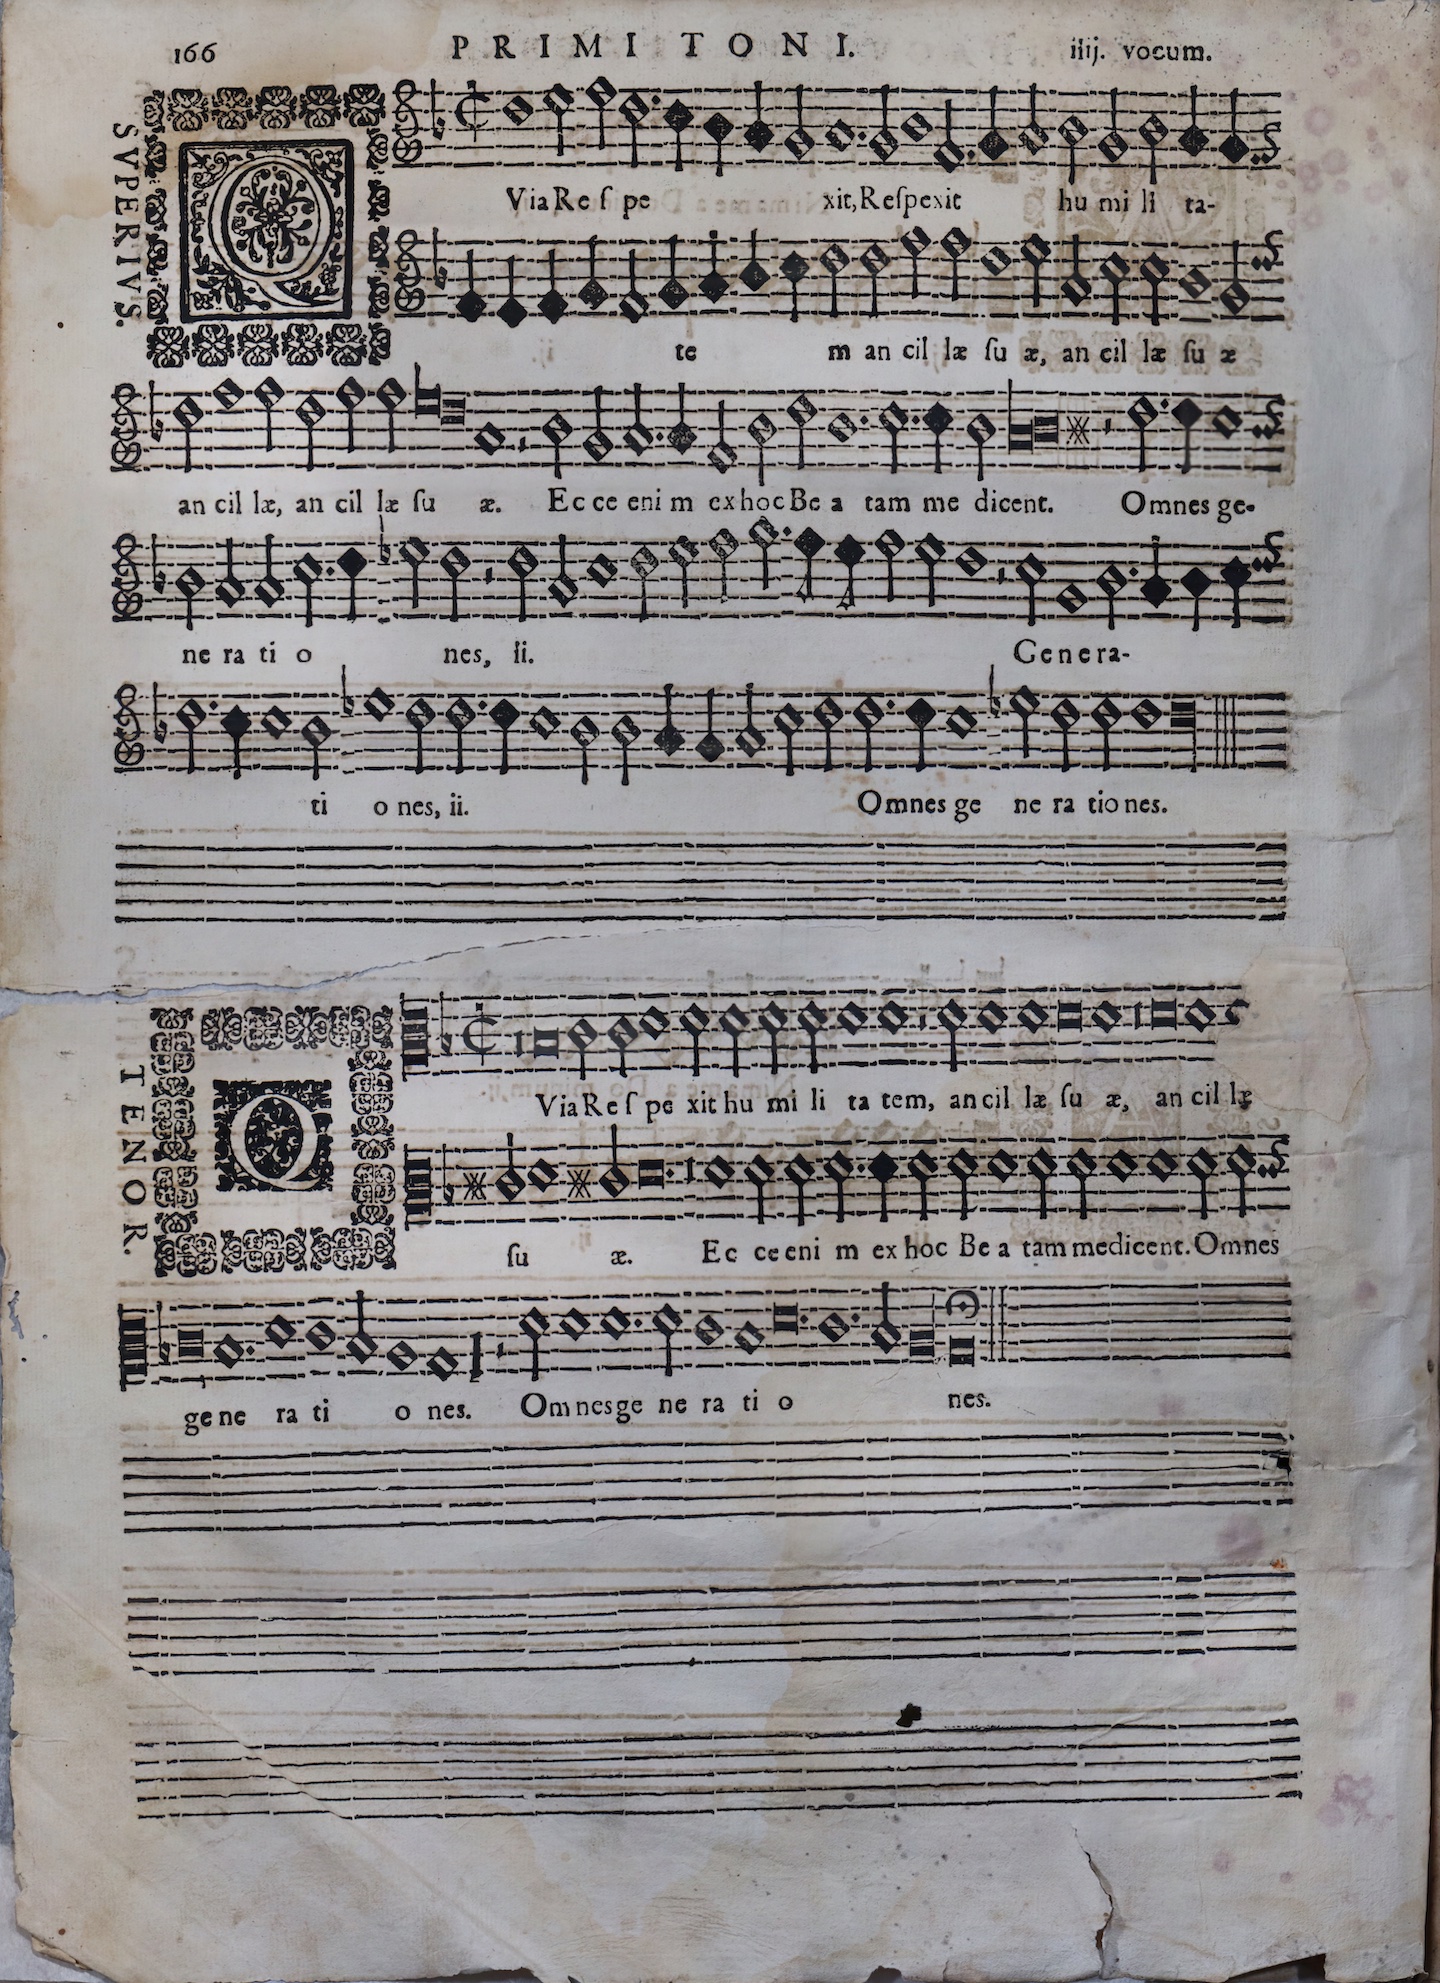 166 PRIMI TONI. iiij. vocum.
SVPERIVS.
Q
Via Re ſ pe xit, Reſpexit hu mi li ta-
te m an cil læ ſu æ, an cil læ ſu æ
an cil læ, an cil læ ſu æ. Ec ce eni m ex hoc Be a tam me dicent. Omnes ge-
ne ra ti o nes, ii. Genera-
ti o nes, ii. Omnes ge ne ra tio nes.
TENOR.
Q
Via Re ſ pe xit hu mi li ta tem, an cil læ ſu æ, an cil læ
ſu æ. Ec ce eni m ex hoc Be a tam medicent. Omnes
ge ne ra ti o nes. Omnes ge ne ra ti o nes.